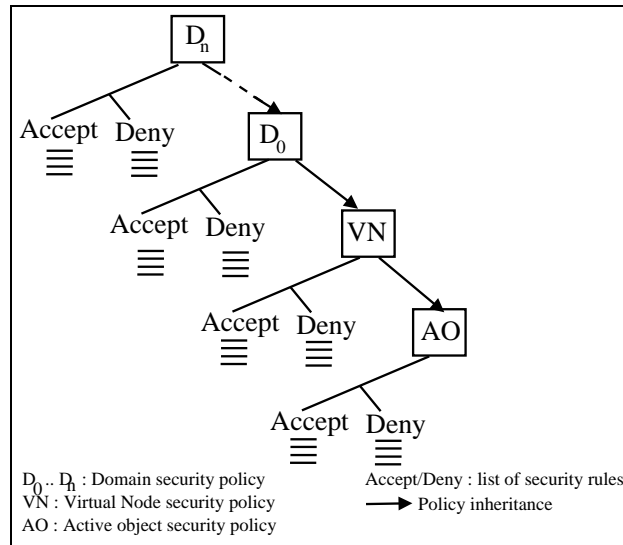 Dn
Accept Deny
D0
Accept Deny
VN
Accept Deny
AO
Accept Deny
D0 .. Dn : Domain security policy
VN : Virtual Node security policy
AO : Active object security policy
Accept/Deny : list of security rules
Policy inheritance